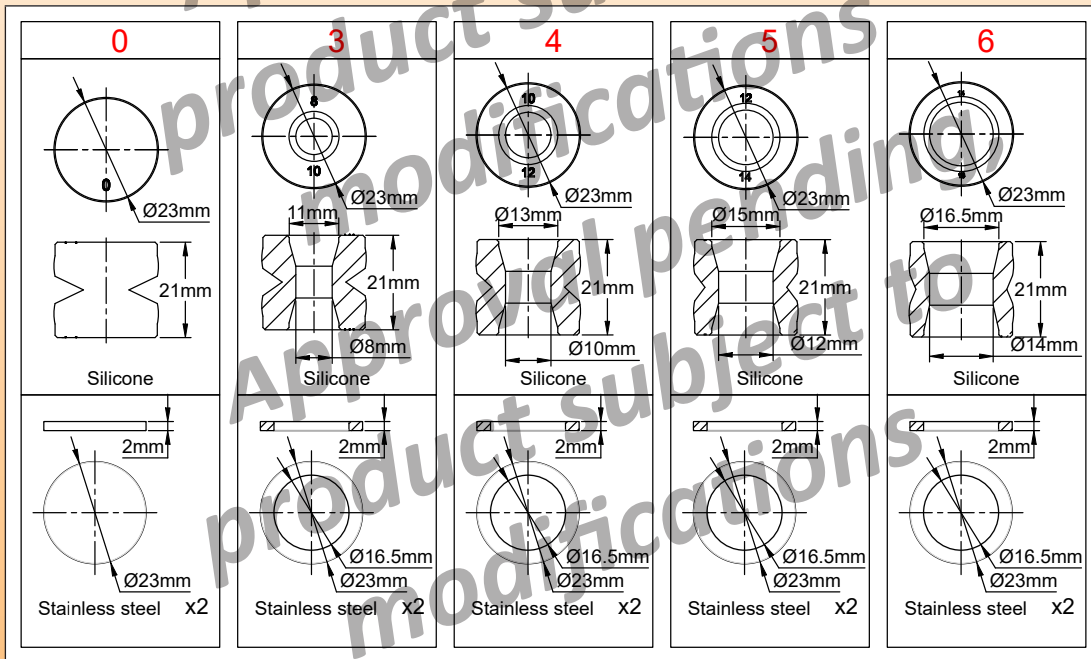 0
0
Ø23mm
21mm
Silicone
2mm
Ø23mm
Stainless steel x2
3
8
10
Ø23mm
11mm
21mm
Ø8mm
Silicone
2mm
Ø16.5mm
Ø23mm
Stainless steel x2
4
10
12
Ø23mm
Ø13mm
21mm
Ø10mm
Silicone
2mm
Ø16.5mm
Ø23mm
Stainless steel x2
5
12
14
Ø23mm
Ø15mm
21mm
Ø12mm
Silicone
2mm
Ø16.5mm
Ø23mm
Stainless steel x2
6
Ø23mm
Ø16.5mm
21mm
Ø14mm
Silicone
2mm
Ø16.5mm
Ø23mm
Stainless steel x2
product
modifications
Approval pending,
product subject to
modifications